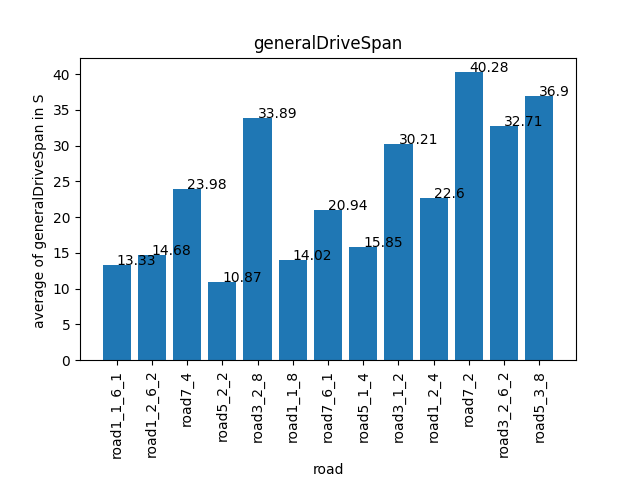 generalDriveSpan
average of generalDriveSpan in S
40
35
30
25
20
15
10
5
0
13.33
14.68
23.98
10.87
33.89
14.02
20.94
15.85
30.21
22.6
40.28
32.71
36.9
road1_1_6_1
road1_2_6_2
road7_4
road5_2_2
road3_2_8
road1_1_8
road7_6_1
road5_1_4
road3_1_2
road1_2_4
road7_2
road3_2_6_2
road5_3_8
road